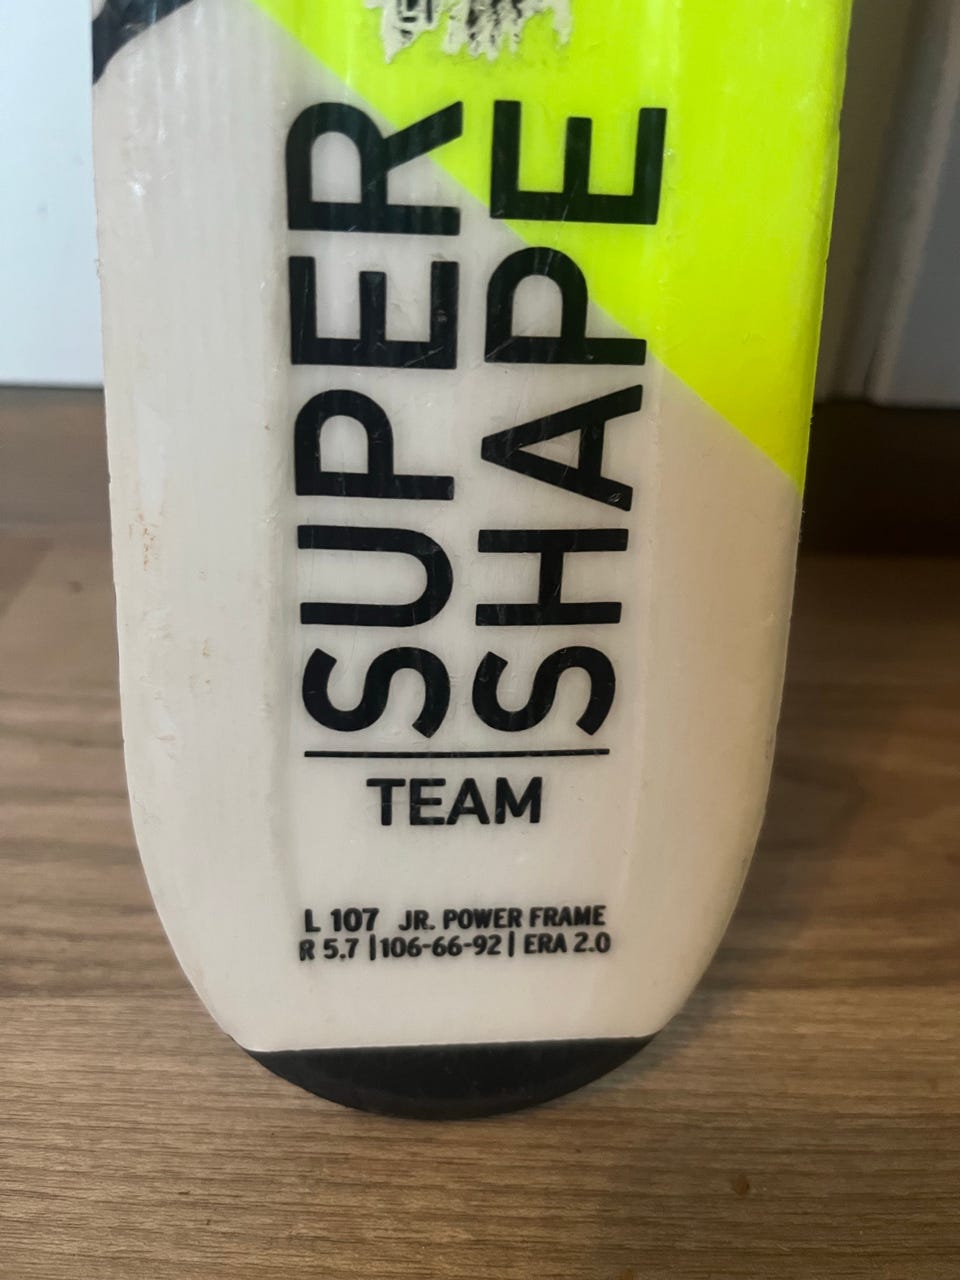 SUPER
SHAPE
TEAM
L 107 JR. POWER FRAME
R 5.7 | 106-66-92 | ERA 2.0